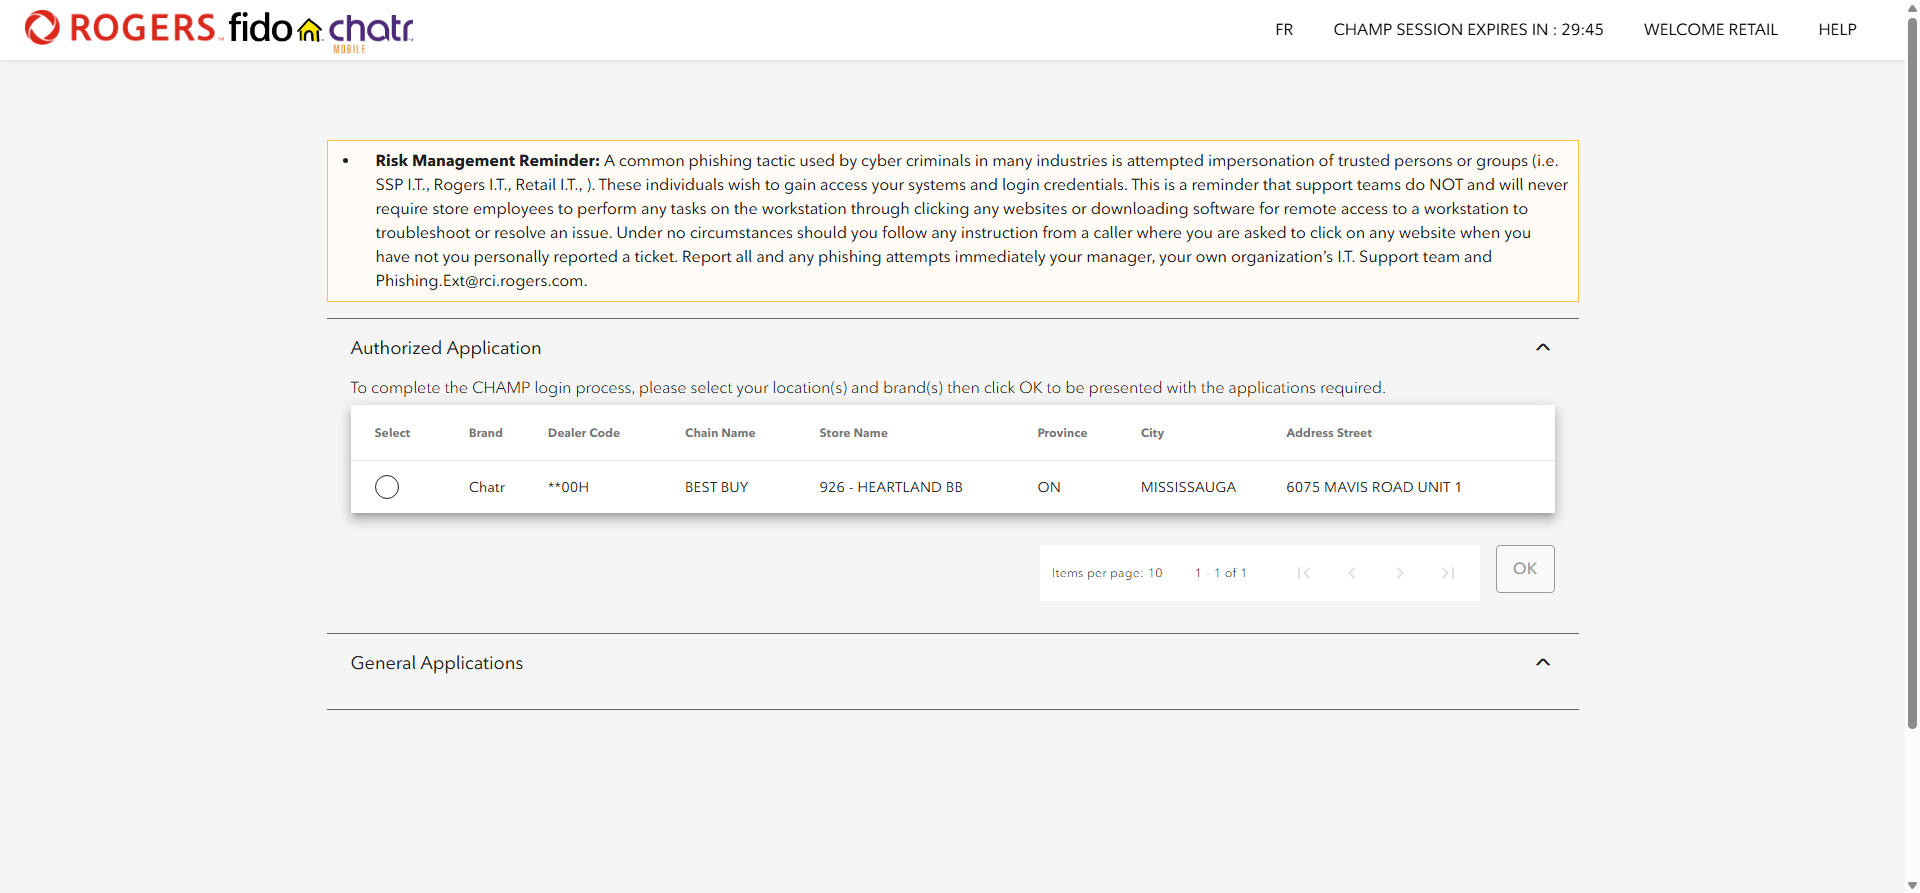 ROGERS™ fido chatr MOBILE
FR CHAMP SESSION EXPIRES IN : 29:45 WELCOME RETAIL HELP
• Risk Management Reminder: A common phishing tactic used by cyber criminals in many industries is attempted impersonation of trusted persons or groups (i.e.
SSP I.T., Rogers I.T., Retail I.T., ). These individuals wish to gain access your systems and login credentials. This is a reminder that support teams do NOT and will never
require store employees to perform any tasks on the workstation through clicking any websites or downloading software for remote access to a workstation to
troubleshoot or resolve an issue. Under no circumstances should you follow any instruction from a caller where you are asked to click on any website when you
have not you personally reported a ticket. Report all and any phishing attempts immediately your manager, your own organization’s I.T. Support team and
Phishing.Ext@rci.rogers.com.
Authorized Application
To complete the CHAMP login process, please select your location(s) and brand(s) then click OK to be presented with the applications required.
Select Brand Dealer Code Chain Name Store Name Province City Address Street
Chatr **00H BEST BUY 926 - HEARTLAND BB ON MISSISSAUGA 6075 MAVIS ROAD UNIT 1
Items per page: 10 1 - 1 of 1 OK
General Applications